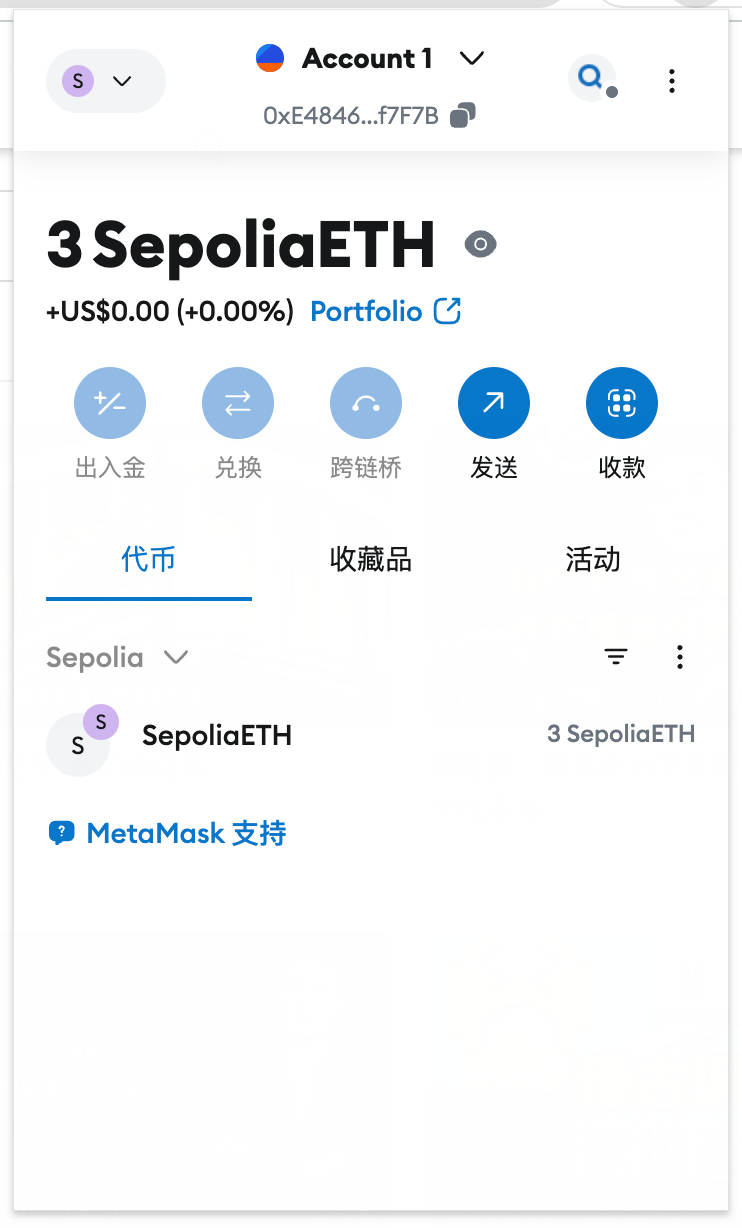 S
Account 1
0xE4846...f7F7B
3 SepoliaETH
+US$0.00 (+0.00%) Portfolio
出入金 兑换 跨链桥 发送 收款
代币 收藏品 活动
Sepolia
S
S SepoliaETH 3 SepoliaETH
MetaMask 支持